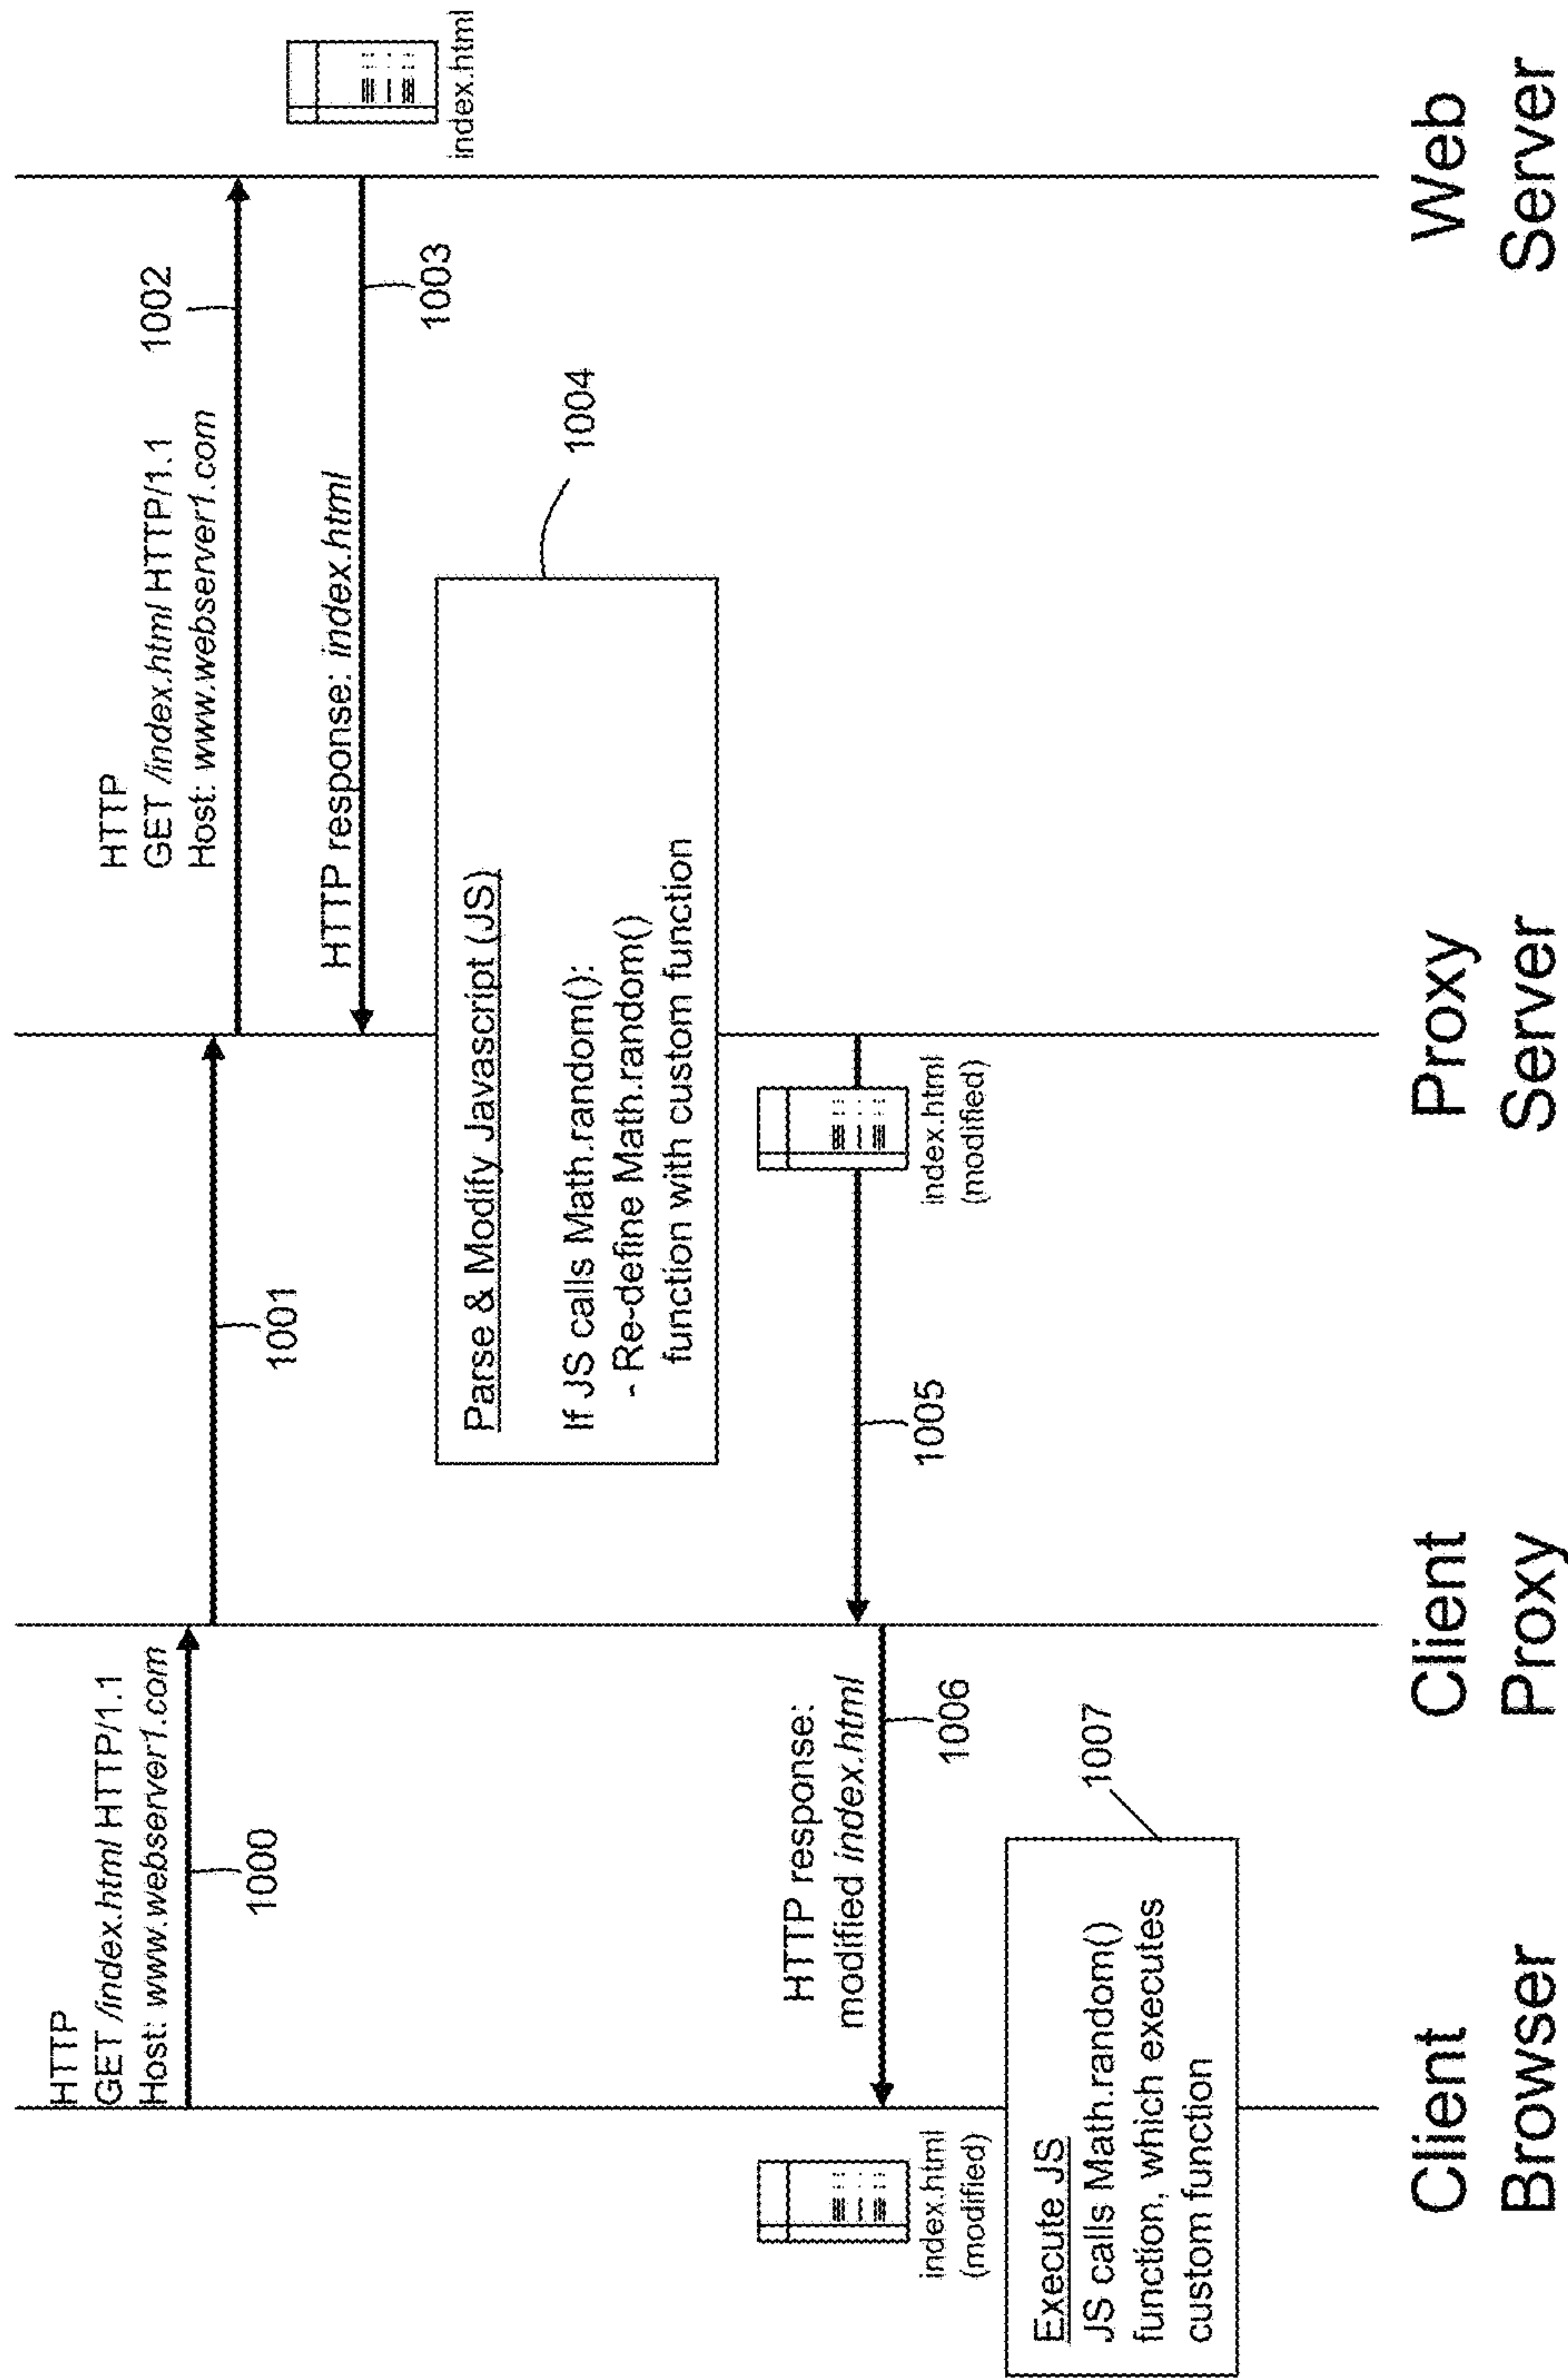 HTTP
GET /index.html HTTP/1.1
Host: www.webserver1.com
1000
1001
HTTP
GET /index.html HTTP/1.1
Host: www.webserver1.com
1002
index.html
HTTP response: index.html
1003
Parse & Modify Javascript (JS)
If JS calls Math.random():
- Re-define Math.random()
function with custom function
1004
index.html
(modified)
1005
HTTP response:
modified index.html
1006
index.html
(modified)
Execute JS
JS calls Math.random()
function, which executes
custom function
1007
Client
Browser
Client
Proxy
Proxy
Server
Web
Server